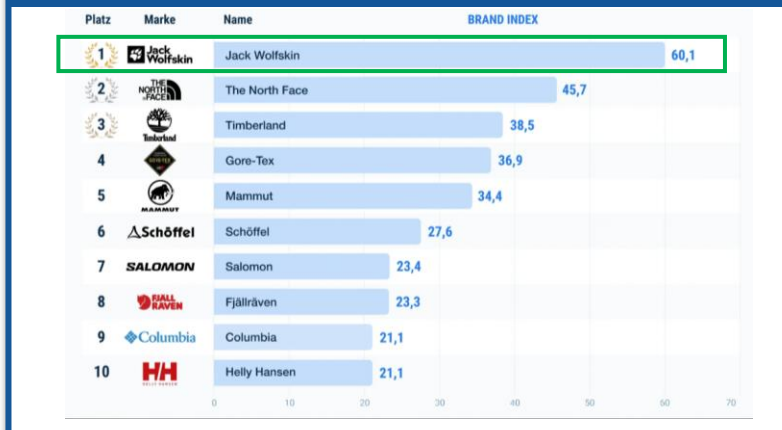 Platz Marke Name BRAND INDEX
1 Jack Wolfskin Jack Wolfskin 60,1
2 THE NORTH FACE The North Face 45,7
3 Timberland Timberland 38,5
4 GORE-TEX Gore-Tex 36,9
5 MAMMUT Mammut 34,4
6 Schöffel Schöffel 27,6
7 SALOMON Salomon 23,4
8 FJÄLL RÄVEN Fjällräven 23,3
9 Columbia Columbia 21,1
10 HH HELLY HANSEN Helly Hansen 21,1
0 10 20 30 40 50 60 70